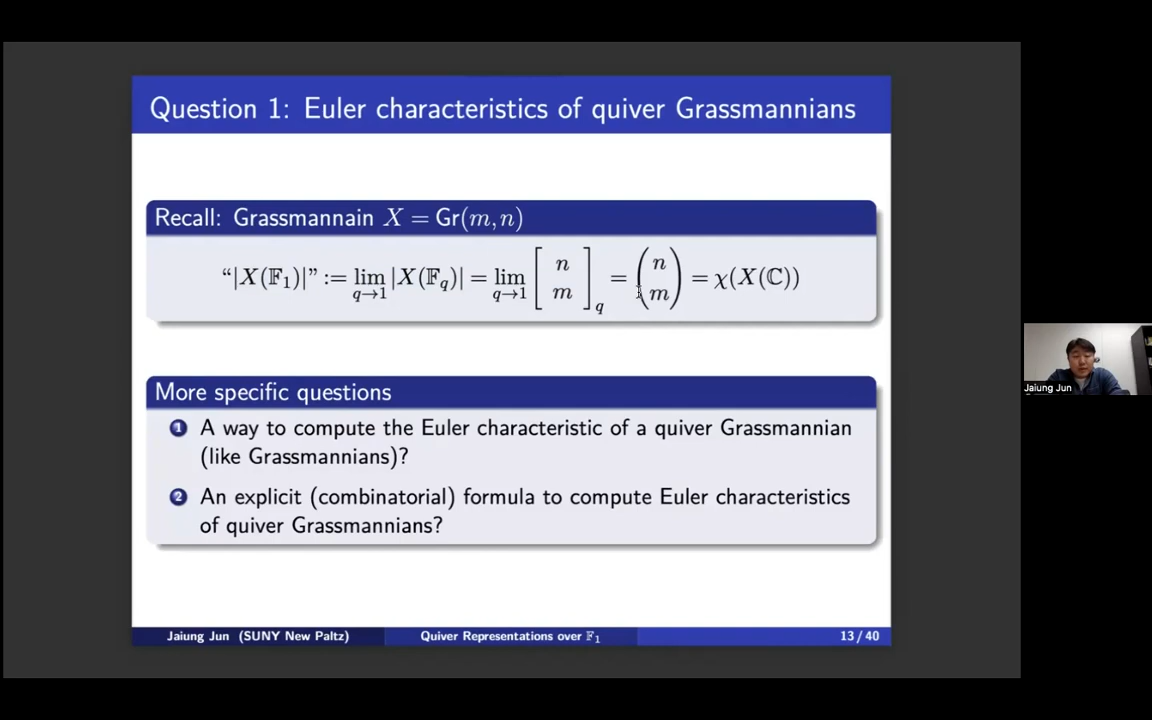 Question 1: Euler characteristics of quiver Grassmannians
Recall: Grassmannain X = Gr(m, n)
“|X(𝔽₁)|” := lim_{q→1} |X(𝔽_q)| = lim_{q→1} [n m]_q = (n m) = χ(X(ℂ))
More specific questions
1 A way to compute the Euler characteristic of a quiver Grassmannian
(like Grassmannians)?
2 An explicit (combinatorial) formula to compute Euler characteristics
of quiver Grassmannians?
Jaiung Jun (SUNY New Paltz) Quiver Representations over 𝔽₁ 13 / 40
Jaiung Jun